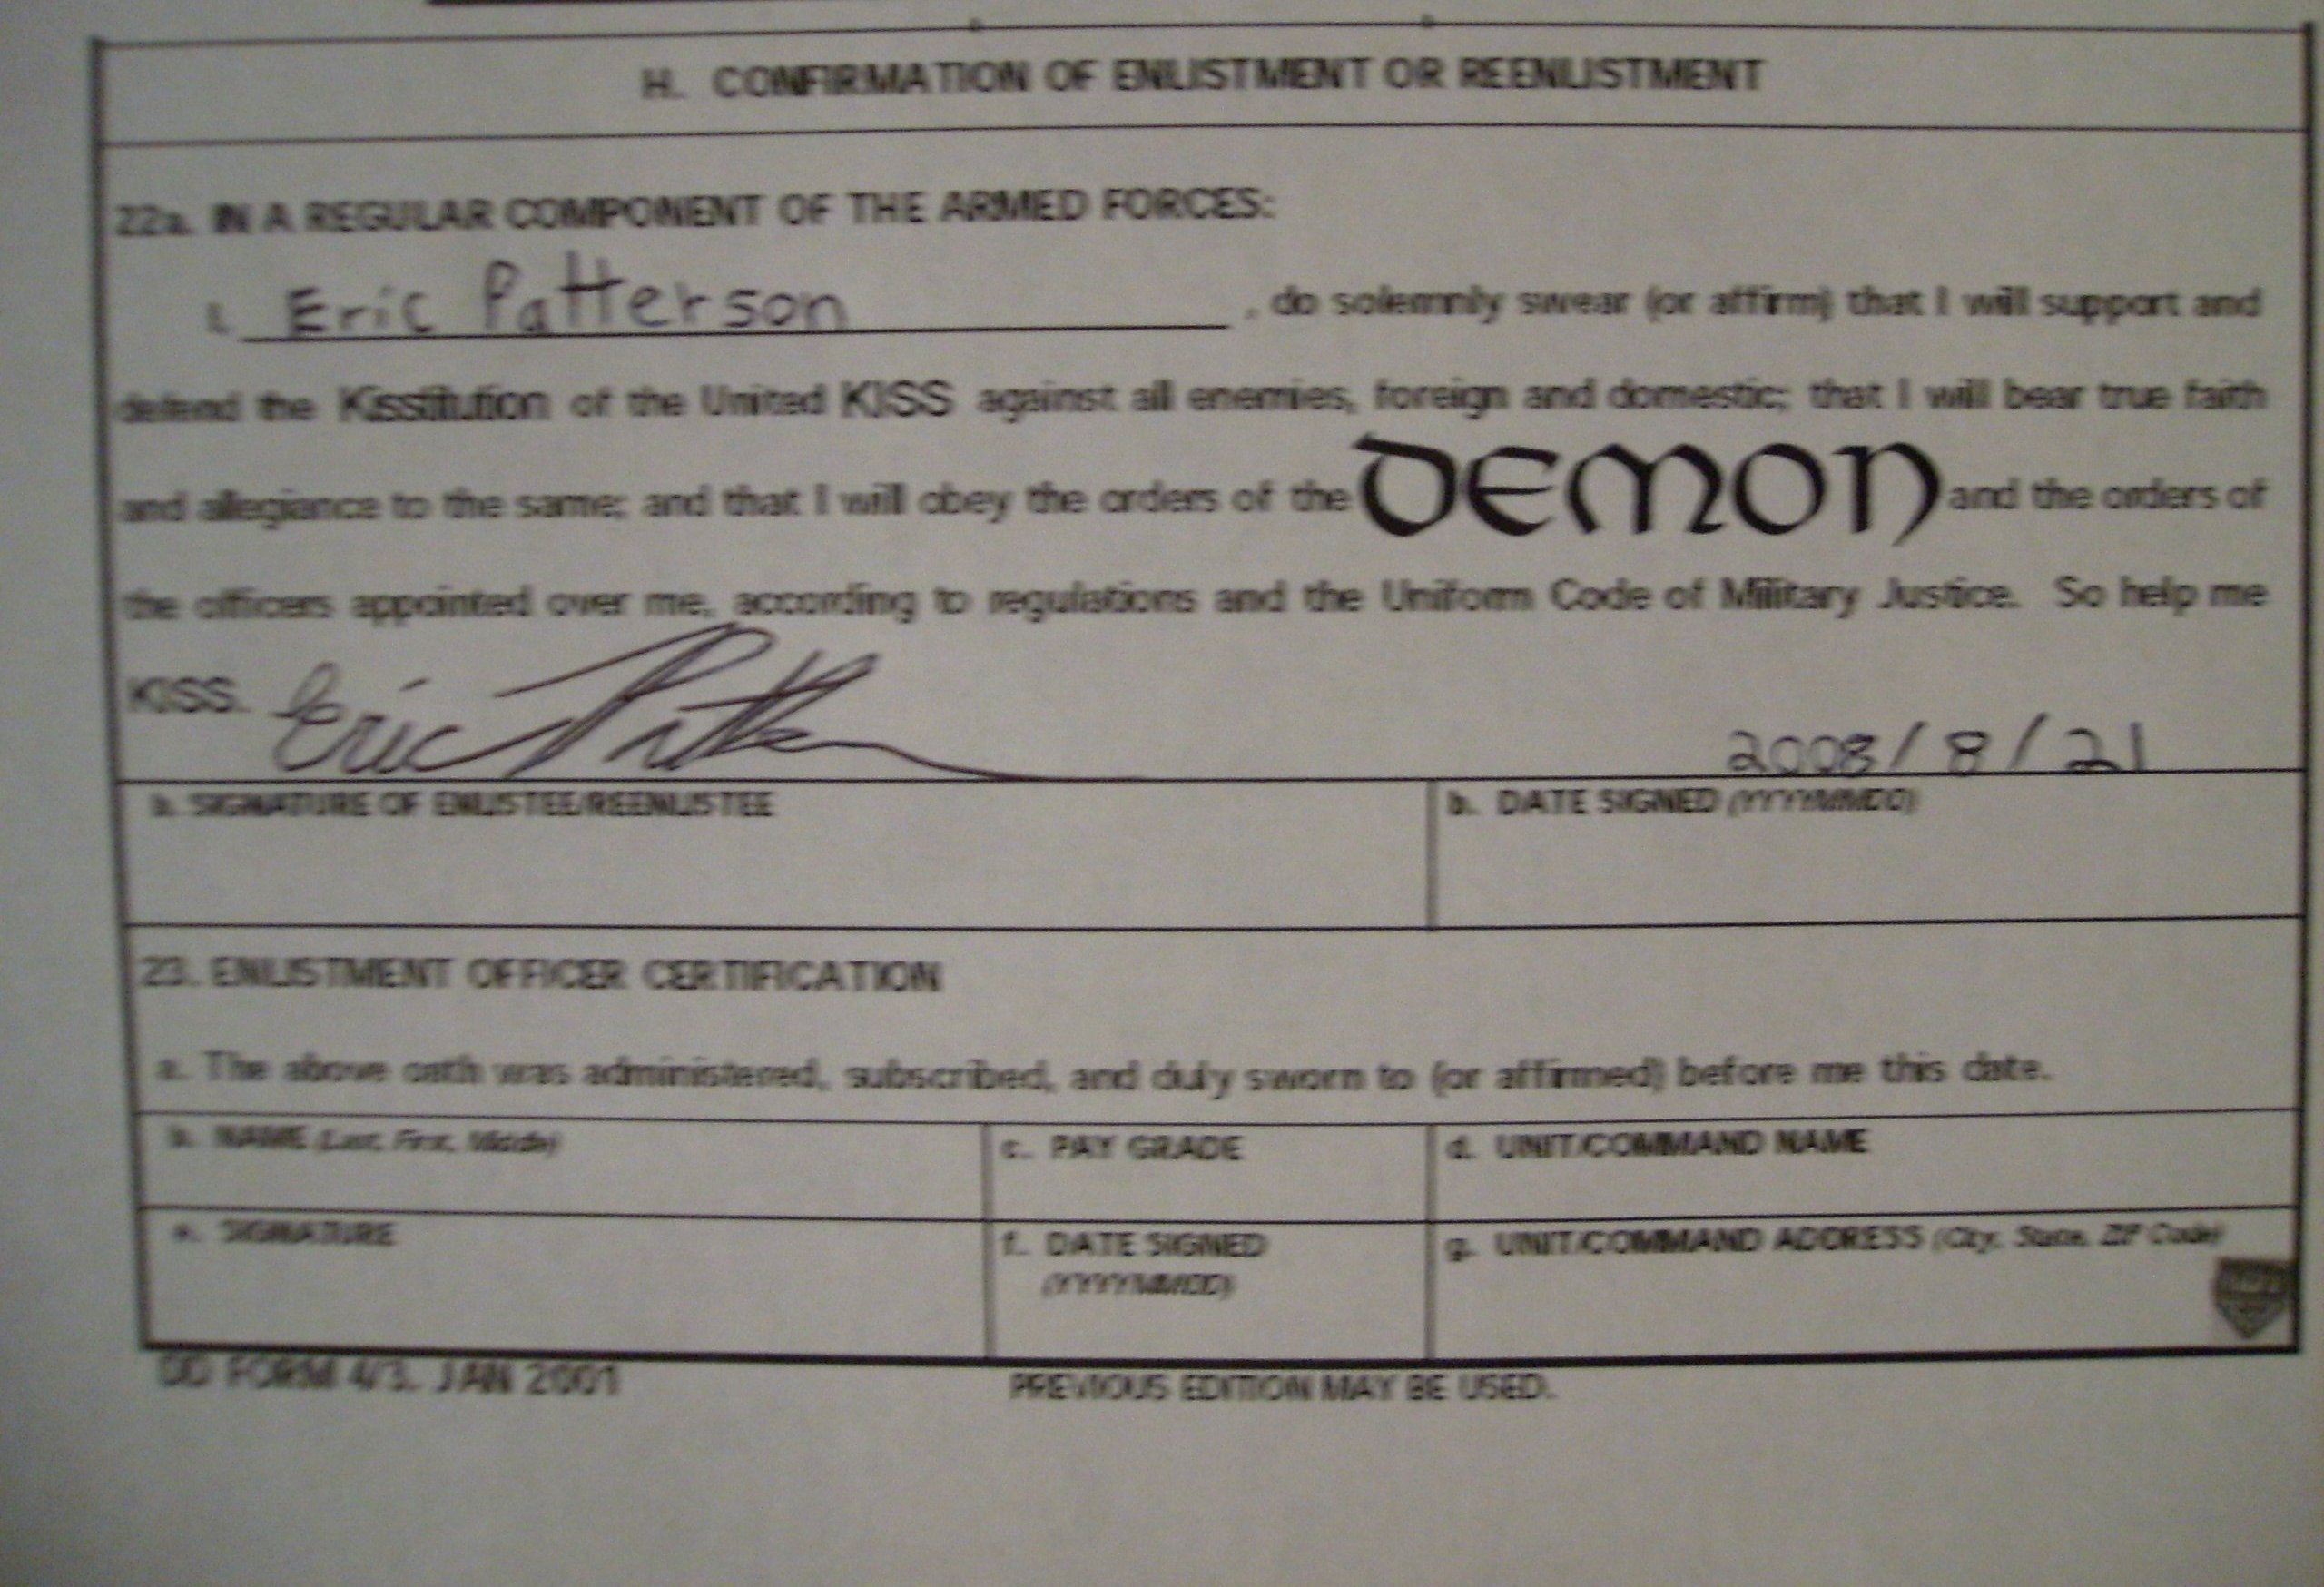 H. CONFIRMATION OF ENLISTMENT OR REENLISTMENT
22a. IN A REGULAR COMPONENT OF THE ARMED FORCES:
I, Eric Patterson, do solemnly swear (or affirm) that I will support and
defend the Kisstitution of the United KISS against all enemies, foreign and domestic; that I will bear true faith
and allegiance to the same; and that I will obey the orders of the DEMON and the orders of
the officers appointed over me, according to regulations and the Uniform Code of Military Justice. So help me
KISS. Eric Patterson 2008/8/21
b. SIGNATURE OF ENLISTEE/REENLISTEE b. DATE SIGNED (YYYYMMDD)
23. ENLISTMENT OFFICER CERTIFICATION
a. The above oath was administered, subscribed, and duly sworn to (or affirmed) before me this date.
b. NAME (Last, First, Middle) c. PAY GRADE d. UNIT/COMMAND NAME
e. SIGNATURE f. DATE SIGNED g. UNIT/COMMAND ADDRESS (City, State, ZIP Code)
(YYYYMMDD)
DD FORM 4/3, JAN 2001 PREVIOUS EDITION MAY BE USED.